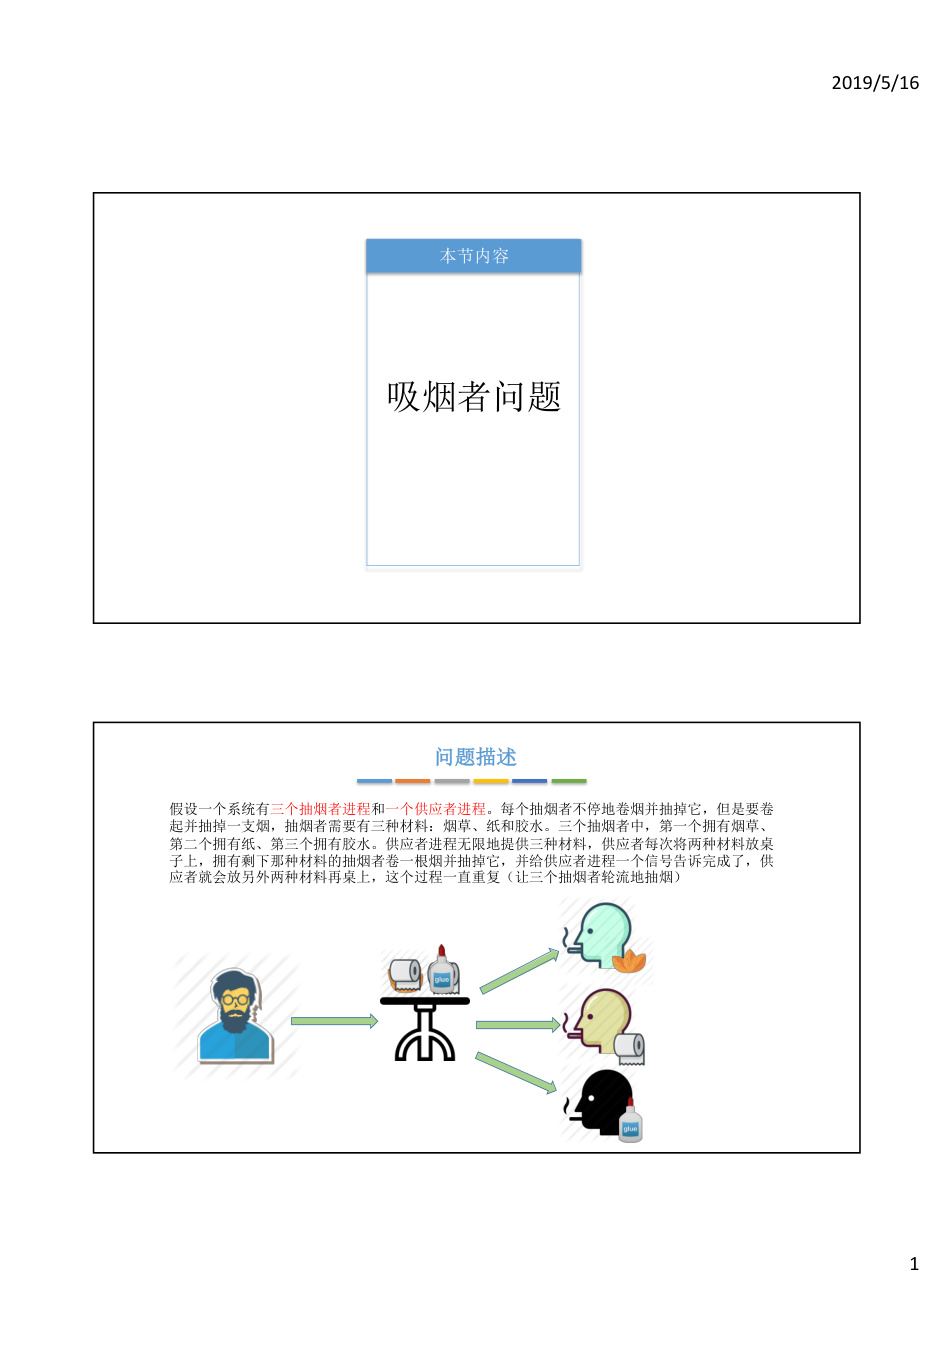 2019/5/16
本节内容
吸烟者问题
问题描述
假设一个系统有三个抽烟者进程和一个供应者进程。每个抽烟者不停地卷烟并抽掉它，但是要卷
起并抽掉一支烟，抽烟者需要有三种材料：烟草、纸和胶水。三个抽烟者中，第一个拥有烟草、
第二个拥有纸、第三个拥有胶水。供应者进程无限地提供三种材料，供应者每次将两种材料放桌
子上，拥有剩下那种材料的抽烟者卷一根烟并抽掉它，并给供应者进程一个信号告诉完成了，供
应者就会放另外两种材料再桌上，这个过程一直重复（让三个抽烟者轮流地抽烟）
glue
glue
1